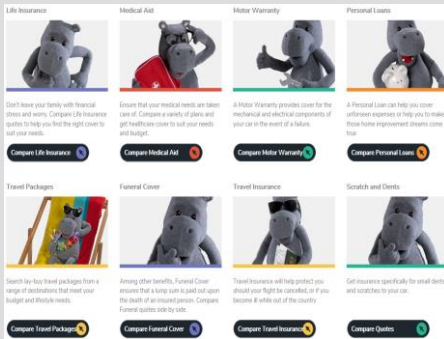 Life Insurance
Medical Aid
Motor Warranty
Personal Loans
Don't leave your family with financial
stress and worry. Compare Life Insurance
quotes to help you find the right cover to
suit your needs.
Ensure that your medical needs are taken
care of. Compare a variety of plans and
get healthcare cover to suit your needs
and budget.
A Motor Warranty provides cover for the
mechanical and electrical components of
your car in the event of a failure.
A Personal Loan can help you cover
unforseen expenses or help you to make
those home improvement dreams come
true
Compare Life Insurance
Compare Medical Aid
Compare Motor Warranty
Compare Personal Loans
Travel Packages
Funeral Cover
Travel Insurance
Scratch and Dents
Search lay-buy travel packages from a
range of destinations that meet your
budget and lifestyle needs.
Among other benefits, Funeral Cover
ensures that a lump sum is paid out upon
the death of an insured person. Compare
Funeral quotes side by side.
Travel Insurance will help protect you
should your flight be cancelled, or if you
become ill while out of the country.
Get insurance specifically for small dents
and scratches to your car.
Compare Travel Packages
Compare Funeral Cover
Compare Travel Insurance
Compare Quotes